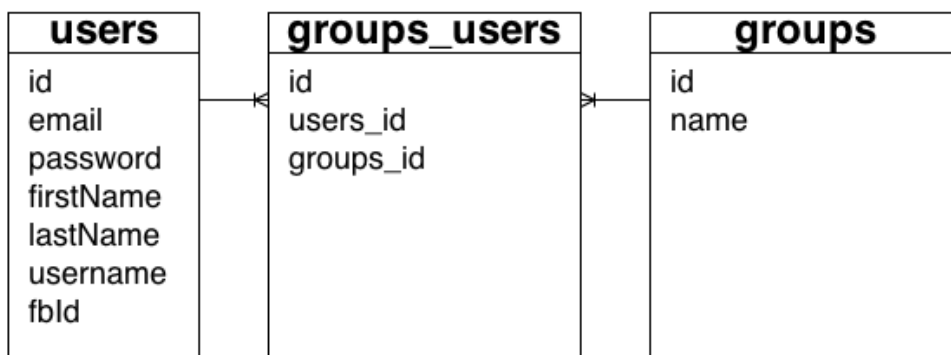 users
id
email
password
firstName
lastName
username
fbId
groups_users
id
users_id
groups_id
groups
id
name